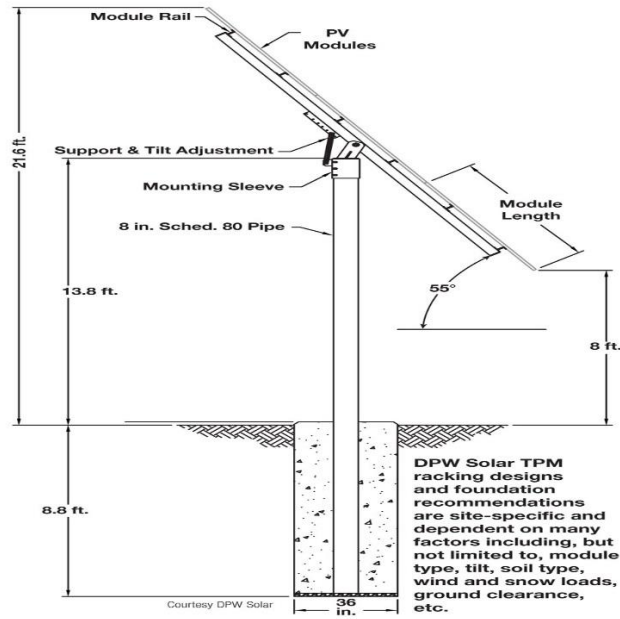 Module Rail
PV
Modules
21.6 ft.
Support & Tilt Adjustment
Mounting Sleeve
Module
Length
8 in. Sched. 80 Pipe
55°
13.8 ft.
8 ft.
8.8 ft.
DPW Solar TPM
racking designs
and foundation
recommendations
are site-specific and
dependent on many
factors including, but
not limited to, module
type, tilt, soil type,
wind and snow loads,
ground clearance,
etc.
Courtesy DPW Solar
36
in.